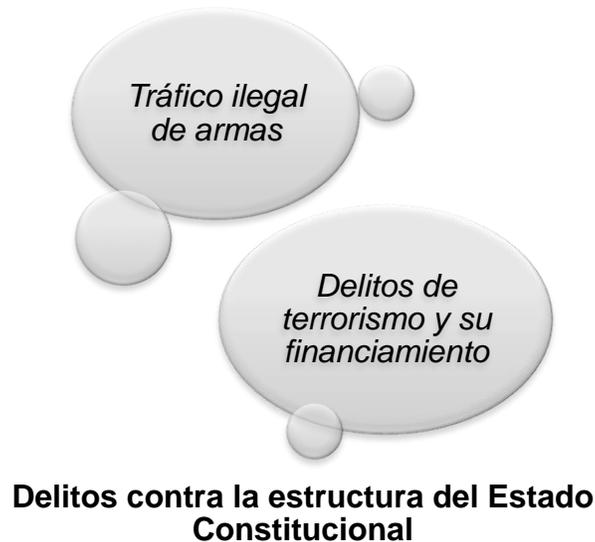 Tráfico ilegal
de armas
Delitos de
terrorismo y su
financiamiento
Delitos contra la estructura del Estado
Constitucional